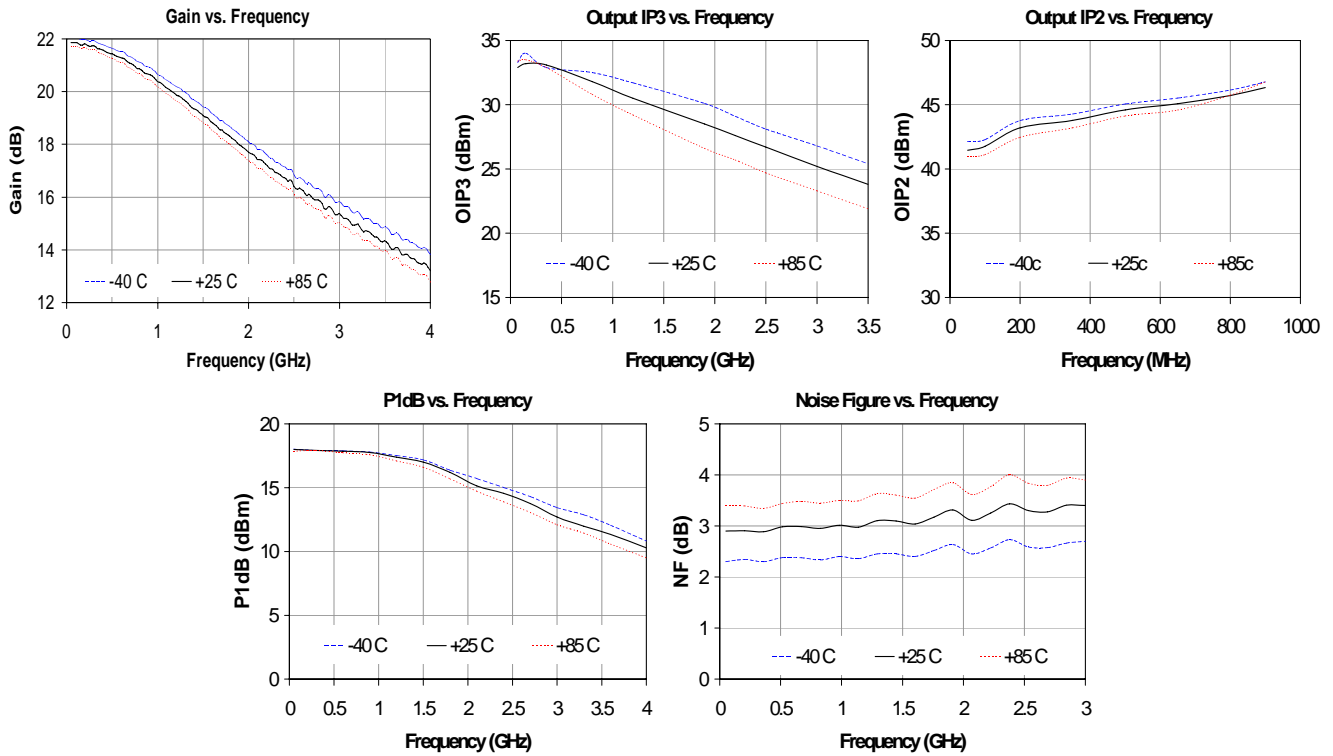 Gain vs. Frequency
22
20
18
16
14
12
Gain (dB)
-40 C +25 C +85 C
0 1 2 3 4
Frequency (GHz)
Output IP3 vs. Frequency
35
30
25
20
15
OIP3 (dBm)
-40 C +25 C +85 C
0 0.5 1 1.5 2 2.5 3 3.5
Frequency (GHz)
Output IP2 vs. Frequency
50
45
40
35
30
OIP2 (dBm)
-40c +25c +85c
0 200 400 600 800 1000
Frequency (MHz)
P1dB vs. Frequency
20
15
10
5
0
P1dB (dBm)
-40 C +25 C +85 C
0 0.5 1 1.5 2 2.5 3 3.5 4
Frequency (GHz)
Noise Figure vs. Frequency
5
4
3
2
1
0
NF (dB)
-40 C +25 C +85 C
0 0.5 1 1.5 2 2.5 3
Frequency (GHz)